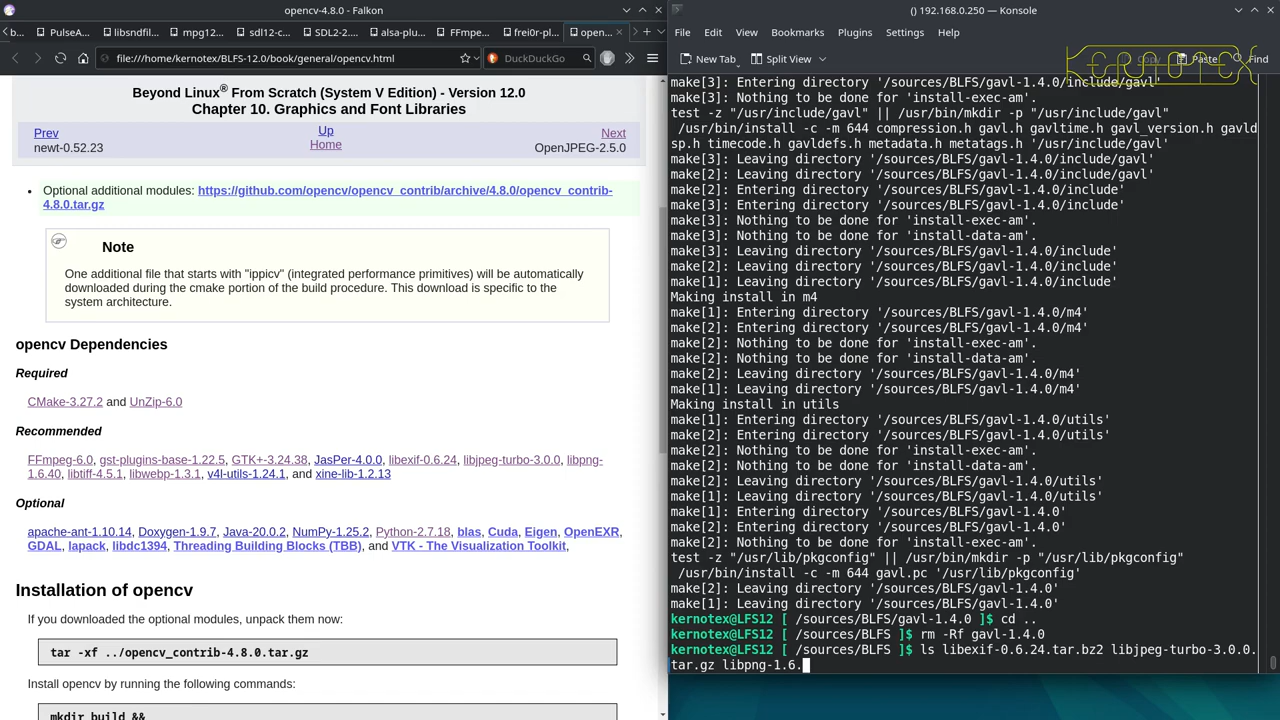 opencv-4.8.0 - Falkon
b...
PulseA...
libsndfil...
mpg12...
sdl12-c...
SDL2-2....
alsa-plu...
FFmpe...
frei0r-pl...
open...
file:///home/kernotex/BLFS-12.0/book/general/opencv.html
DuckDuckGo
Beyond Linux® From Scratch (System V Edition) - Version 12.0
Chapter 10. Graphics and Font Libraries
Prev
Up
Next
newt-0.52.23
Home
OpenJPEG-2.5.0
Optional additional modules: https://github.com/opencv/opencv_contrib/archive/4.8.0/opencv_contrib-
4.8.0.tar.gz
Note
One additional file that starts with "ippicv" (integrated performance primitives) will be automatically
downloaded during the cmake portion of the build procedure. This download is specific to the
system architecture.
opencv Dependencies
Required
CMake-3.27.2 and UnZip-6.0
Recommended
FFmpeg-6.0, gst-plugins-base-1.22.5, GTK+-3.24.38, JasPer-4.0.0, libexif-0.6.24, libjpeg-turbo-3.0.0, libpng-
1.6.40, libtiff-4.5.1, libwebp-1.3.1, v4l-utils-1.24.1, and xine-lib-1.2.13
Optional
apache-ant-1.10.14, Doxygen-1.9.7, Java-20.0.2, NumPy-1.25.2, Python-2.7.18, blas, Cuda, Eigen, OpenEXR,
GDAL, lapack, libdc1394, Threading Building Blocks (TBB), and VTK - The Visualization Toolkit,
Installation of opencv
If you downloaded the optional modules, unpack them now:
tar -xf ../opencv_contrib-4.8.0.tar.gz
Install opencv by running the following commands:
mkdir build &&
() 192.168.0.250 — Konsole
File Edit View Bookmarks Plugins Settings Help
New Tab
Split View
Copy
Paste
Find
KERNOTEX
make[3]: Entering directory '/sources/BLFS/gavl-1.4.0/include/gavl'
make[3]: Nothing to be done for 'install-exec-am'.
test -z "/usr/include/gavl" || /usr/bin/mkdir -p "/usr/include/gavl"
/usr/bin/install -c -m 644 compression.h gavl.h gavltime.h gavl_version.h gavld
sp.h timecode.h gavldefs.h metadata.h metatags.h '/usr/include/gavl'
make[3]: Leaving directory '/sources/BLFS/gavl-1.4.0/include/gavl'
make[2]: Leaving directory '/sources/BLFS/gavl-1.4.0/include/gavl'
make[2]: Entering directory '/sources/BLFS/gavl-1.4.0/include'
make[3]: Entering directory '/sources/BLFS/gavl-1.4.0/include'
make[3]: Nothing to be done for 'install-exec-am'.
make[3]: Nothing to be done for 'install-data-am'.
make[3]: Leaving directory '/sources/BLFS/gavl-1.4.0/include'
make[2]: Leaving directory '/sources/BLFS/gavl-1.4.0/include'
make[1]: Leaving directory '/sources/BLFS/gavl-1.4.0/include'
Making install in m4
make[1]: Entering directory '/sources/BLFS/gavl-1.4.0/m4'
make[2]: Entering directory '/sources/BLFS/gavl-1.4.0/m4'
make[2]: Nothing to be done for 'install-exec-am'.
make[2]: Nothing to be done for 'install-data-am'.
make[2]: Leaving directory '/sources/BLFS/gavl-1.4.0/m4'
make[1]: Leaving directory '/sources/BLFS/gavl-1.4.0/m4'
Making install in utils
make[1]: Entering directory '/sources/BLFS/gavl-1.4.0/utils'
make[2]: Entering directory '/sources/BLFS/gavl-1.4.0/utils'
make[2]: Nothing to be done for 'install-exec-am'.
make[2]: Nothing to be done for 'install-data-am'.
make[2]: Leaving directory '/sources/BLFS/gavl-1.4.0/utils'
make[1]: Leaving directory '/sources/BLFS/gavl-1.4.0/utils'
make[1]: Entering directory '/sources/BLFS/gavl-1.4.0'
make[2]: Entering directory '/sources/BLFS/gavl-1.4.0'
make[2]: Nothing to be done for 'install-exec-am'.
test -z "/usr/lib/pkgconfig" || /usr/bin/mkdir -p "/usr/lib/pkgconfig"
/usr/bin/install -c -m 644 gavl.pc '/usr/lib/pkgconfig'
make[2]: Leaving directory '/sources/BLFS/gavl-1.4.0'
make[1]: Leaving directory '/sources/BLFS/gavl-1.4.0'
kernotex@LFS12 [ /sources/BLFS/gavl-1.4.0 ]$ cd ..
kernotex@LFS12 [ /sources/BLFS ]$ rm -Rf gavl-1.4.0
kernotex@LFS12 [ /sources/BLFS ]$ ls libexif-0.6.24.tar.bz2 libjpeg-turbo-3.0.0.
tar.gz libpng-1.6.